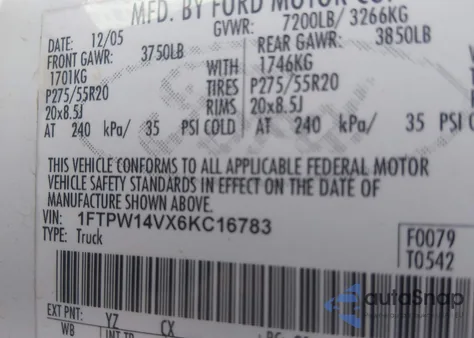 MFD. BY FORD MOTOR CO
DATE: 12/05 GVWR: 7200LB/ 3266KG
FRONT GAWR: 3750LB REAR GAWR: 3850LB
1701KG WITH 1746KG
P275/55R20 TIRES P275/55R20
20x8.5J RIMS 20x8.5J
AT 240 kPa/ 35 PSI COLD AT 240 kPa/ 35 PSI
THIS VEHICLE CONFORMS TO ALL APPLICABLE FEDERAL MOTOR
VEHICLE SAFETY STANDARDS IN EFFECT ON THE DATE OF
MANUFACTURE SHOWN ABOVE.
VIN: 1FTPW14VX6KC16783
TYPE: Truck
F0079
T0542
EXT PNT: YZ CX
WB
autoSnap